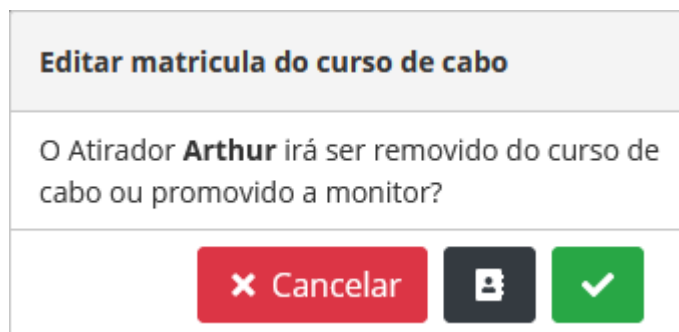 Editar matricula do curso de cabo
O Atirador Arthur irá ser removido do curso de
cabo ou promovido a monitor?
Cancelar